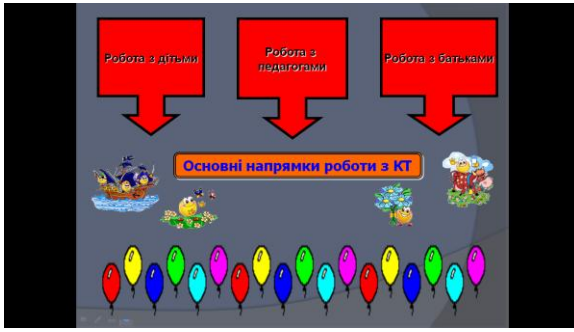 Робота з дітьми
Робота з
педагогами
Робота з батьками
Основні напрямки роботи з КТ